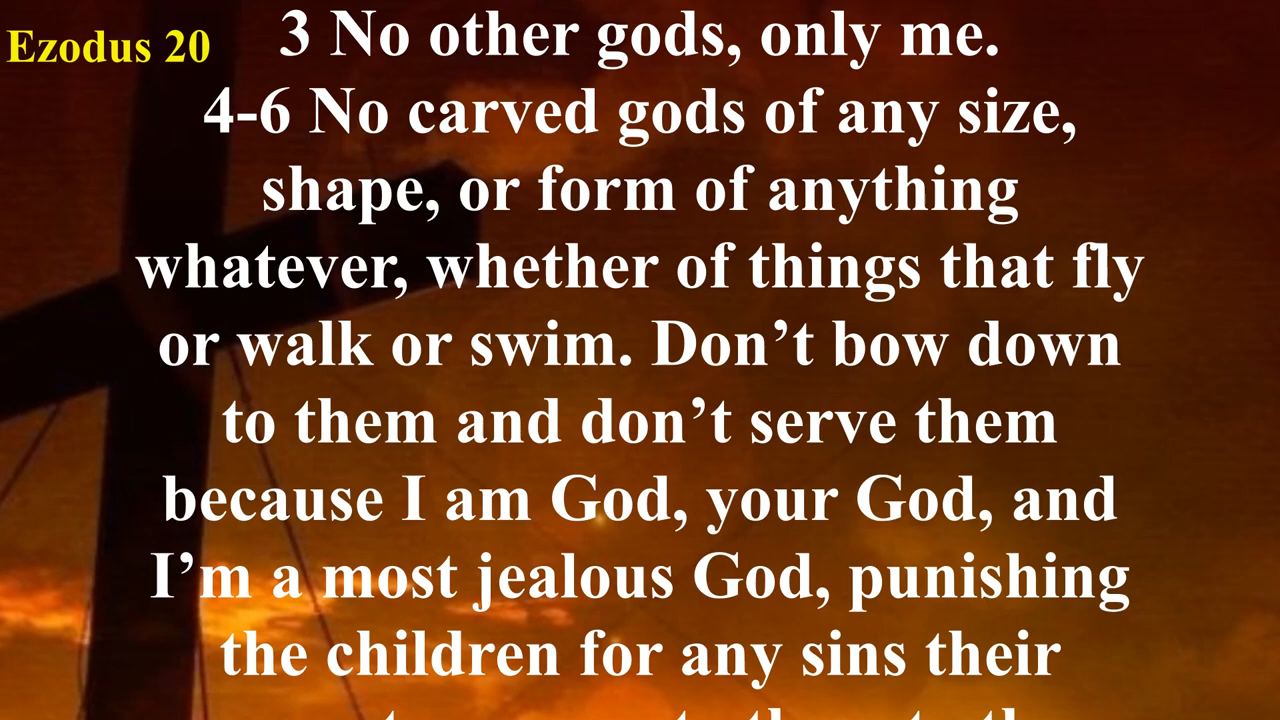 Ezodus 20
3 No other gods, only me.
4-6 No carved gods of any size,
shape, or form of anything
whatever, whether of things that fly
or walk or swim. Don’t bow down
to them and don’t serve them
because I am God, your God, and
I’m a most jealous God, punishing
the children for any sins their